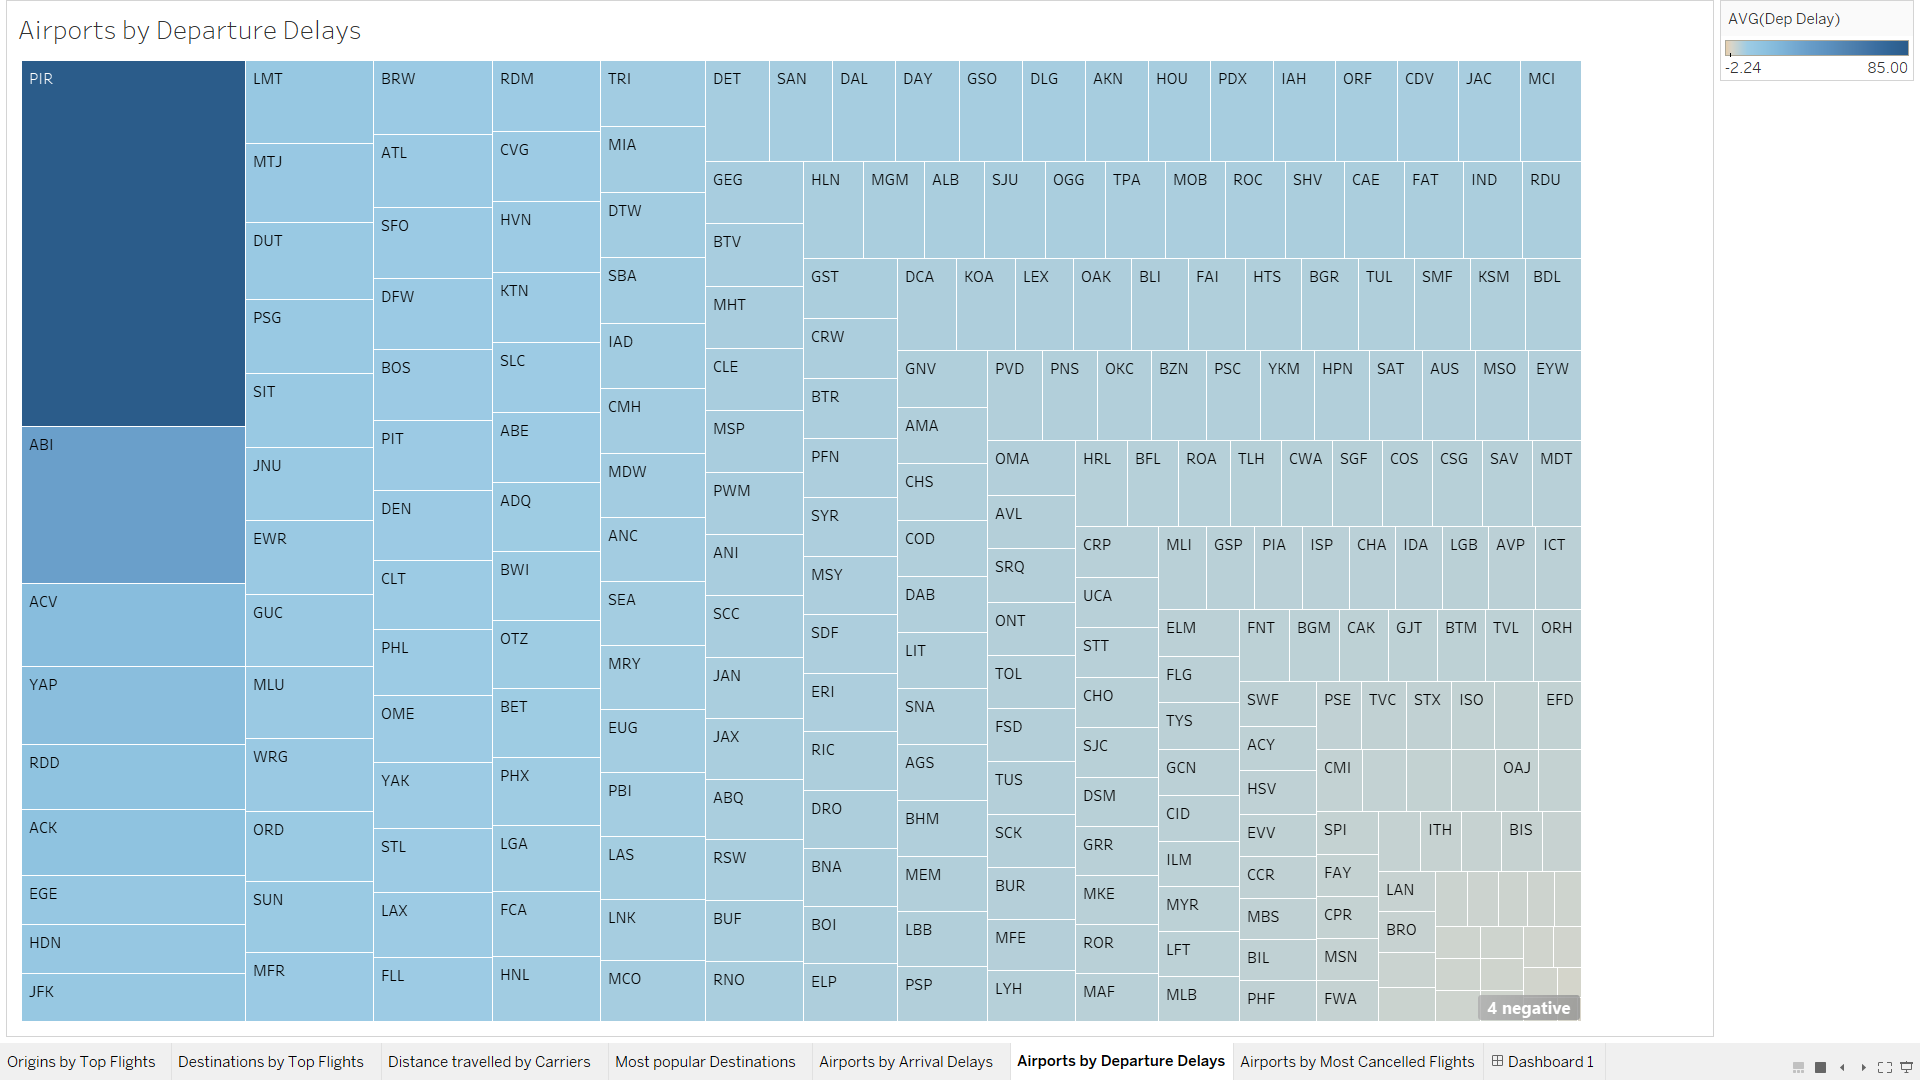 Airports by Departure Delays
AVG(Dep Delay)
-2.24 85.00
PIR
ABI
ACV
YAP
RDD
ACK
EGE
HDN
JFK
LMT
MTJ
DUT
PSG
SIT
JNU
EWR
GUC
MLU
WRG
ORD
SUN
MFR
BRW
ATL
SFO
DFW
BOS
PIT
DEN
CLT
PHL
OME
YAK
STL
LAX
FLL
RDM
CVG
HVN
KTN
SLC
ABE
ADQ
BWI
OTZ
BET
PHX
LGA
FCA
HNL
TRI
MIA
DTW
SBA
IAD
CMH
MDW
ANC
SEA
MRY
EUG
PBI
LAS
LNK
MCO
DET SAN DAL DAY GSO DLG AKN HOU PDX IAH ORF CDV JAC MCI
GEG
BTV
MHT
CLE
MSP
PWM
ANI
SCC
JAN
JAX
ABQ
RSW
BUF
RNO
HLN MGM ALB SJU OGG TPA MOB ROC SHV CAE FAT IND RDU
GST
CRW
BTR
PFN
SYR
MSY
SDF
ERI
RIC
DRO
BNA
BOI
ELP
DCA KOA LEX OAK BLI FAI HTS BGR TUL SMF KSM BDL
GNV
AMA
CHS
COD
DAB
LIT
SNA
AGS
BHM
MEM
LBB
PSP
PVD PNS OKC BZN PSC YKM HPN SAT AUS MSO EYW
OMA
AVL
SRQ
ONT
TOL
FSD
TUS
SCK
BUR
MFE
LYH
HRL BFL ROA TLH CWA SGF COS CSG SAV MDT
CRP
UCA
STT
CHO
SJC
DSM
GRR
MKE
ROR
MAF
MLI GSP PIA ISP CHA IDA LGB AVP ICT
ELM
FLG
TYS
GCN
CID
ILM
MYR
LFT
MLB
FNT BGM CAK GJT BTM TVL ORH
SWF
ACY
HSV
EVV
CCR
MBS
BIL
PHF
PSE TVC STX ISO EFD
CMI OAJ
SPI
FAY
CPR
MSN
FWA
ITH BIS
LAN
BRO
4 negative
Origins by Top Flights Destinations by Top Flights Distance travelled by Carriers Most popular Destinations Airports by Arrival Delays Airports by Departure Delays Airports by Most Cancelled Flights Dashboard 1